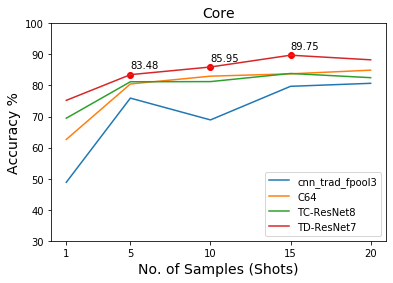 Core
100
90
80
70
60
50
40
30
Accuracy %
83.48
85.95
89.75
cnn_trad_fpool3
C64
TC-ResNet8
TD-ResNet7
1
5
10
15
20
No. of Samples (Shots)